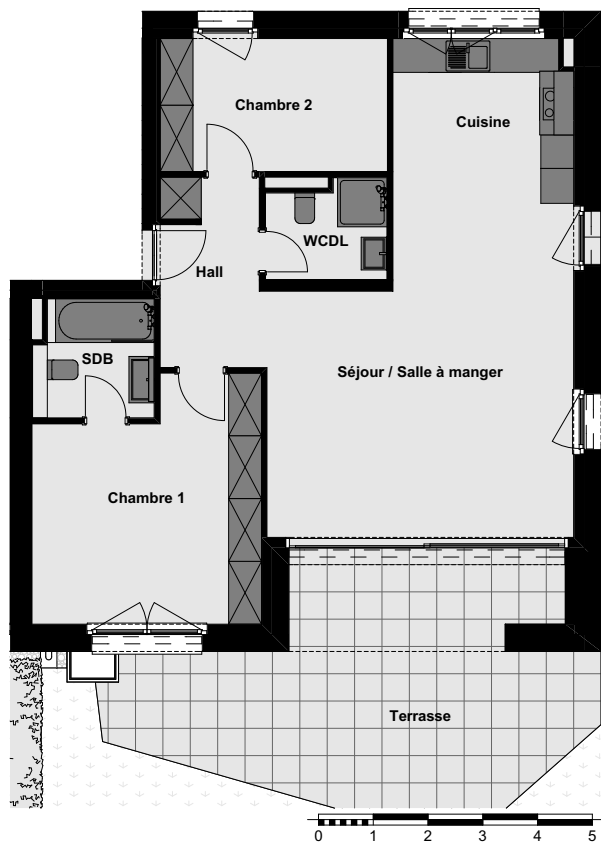 Chambre 2
Cuisine
WCDL
Hall
SDB
Séjour / Salle à manger
Chambre 1
Terrasse
0 1 2 3 4 5